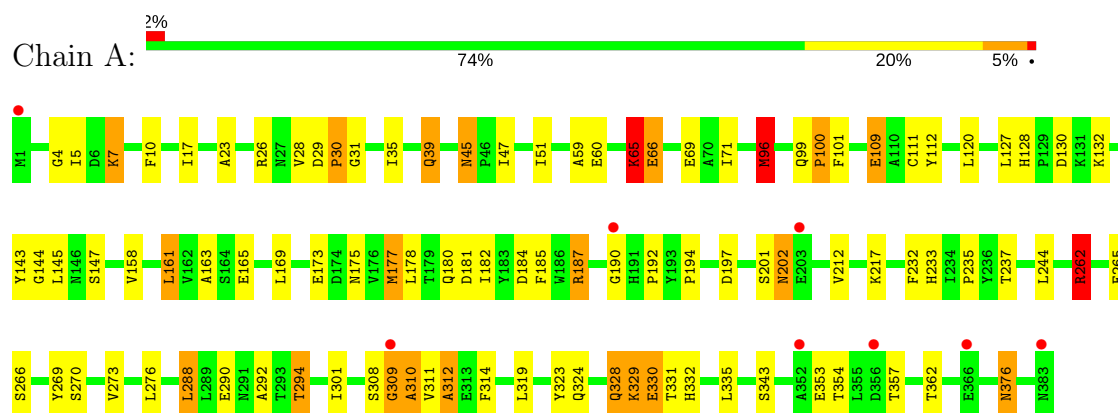 2%
Chain A:
74% 20% 5% •
M1 G4 I5 D6 K7 F10 I17 A23 R26 N27 V28 D29 P30 G31 I35 Q39 N45 P46 I47 I51 A59 E60 K65 E66 E69 A70 I71 M96 Q99 P100 F101 E109 A110 C111 Y112 L120 L127 H128 P129 D130 K131 K132
Y143 G144 L145 N146 S147 V158 L161 V162 A163 S164 E165 L169 E173 D174 N175 V176 M177 L178 T179 Q180 D181 I182 Y183 D184 F185 W186 R187 G190 H191 P192 Y193 P194 D197 S201 N202 E203 V212 K217 F232 H233 I234 P235 Y236 T237 L244 R262
S266 Y269 S270 V273 L276 L288 L289 E290 N291 A292 T293 T294 I301 S308 G309 A310 V311 A312 E313 F314 L319 Y323 Q324 Q328 K329 E330 T331 H332 L335 S343 A352 E353 T354 L355 D356 T357 T362 E366 N376 N383